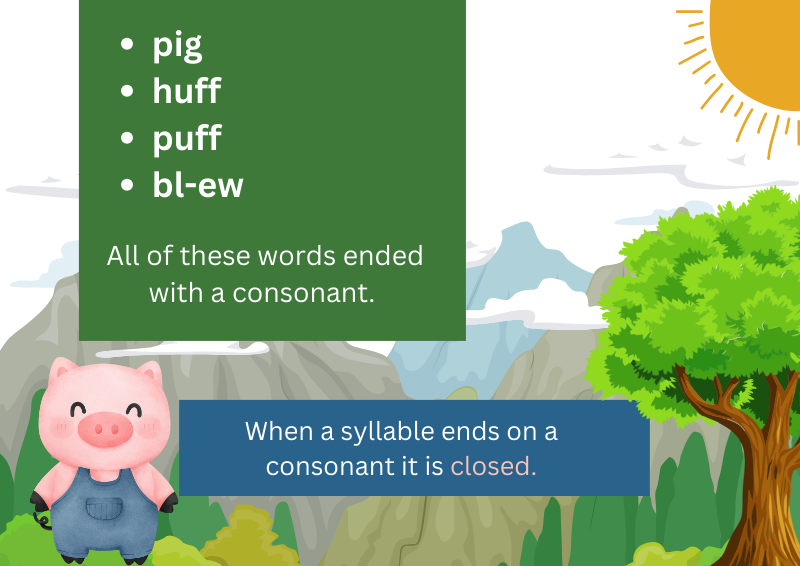 pig
huff
puff
bl-ew
All of these words ended
with a consonant.
When a syllable ends on a
consonant it is closed.